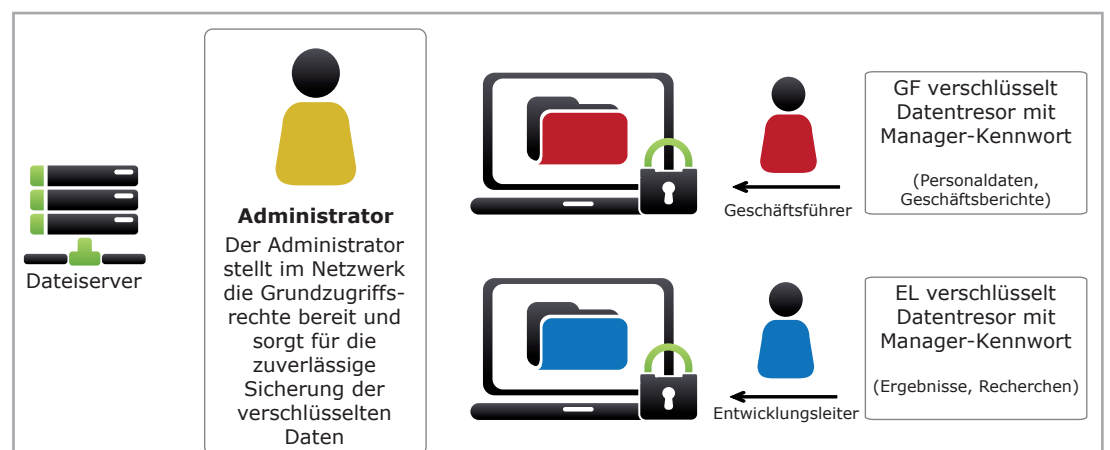 Dateiserver
Administrator
Der Administrator
stellt im Netzwerk
die Grundzugriffs-
rechte bereit und
sorgt für die
zuverlässige
Sicherung der
verschlüsselten
Daten
Geschäftsführer
GF verschlüsselt
Datentresor mit
Manager-Kennwort
(Personaldaten,
Geschäftsberichte)
Entwicklungsleiter
EL verschlüsselt
Datentresor mit
Manager-Kennwort
(Ergebnisse, Recherchen)